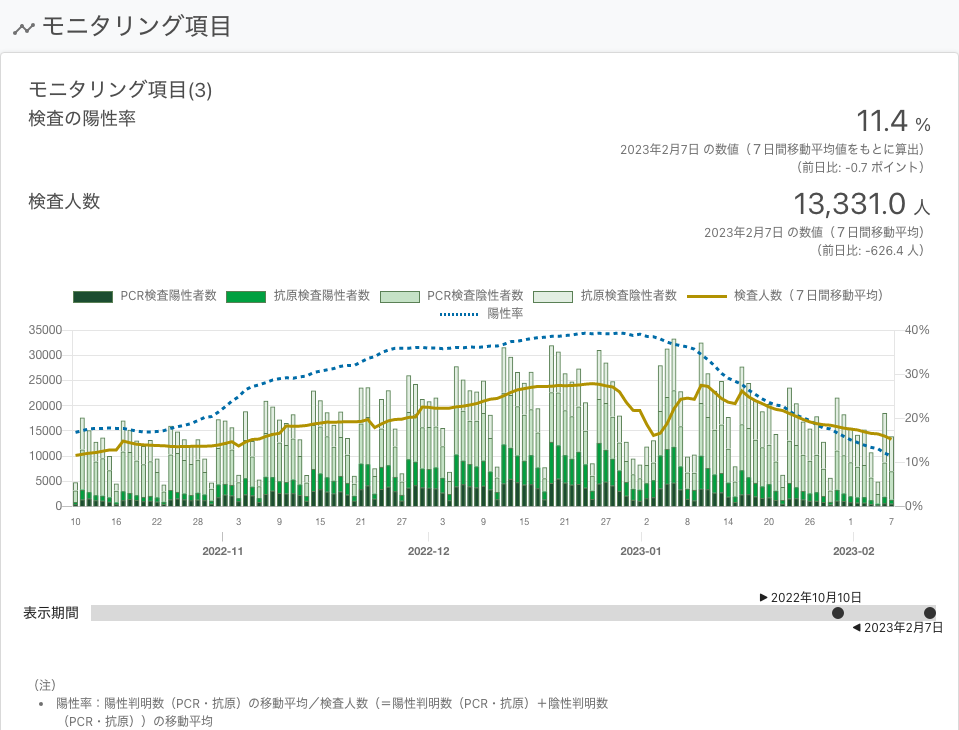 モニタリング項目
モニタリング項目(3)
検査の陽性率
11.4 %
2023年2月7日 の数値（７日間移動平均値をもとに算出）
（前日比: -0.7 ポイント）
検査人数
13,331.0 人
2023年2月7日 の数値（７日間移動平均）
（前日比: -626.4 人）
PCR検査陽性者数 抗原検査陽性者数 PCR検査陰性者数 抗原検査陰性者数 検査人数（７日間移動平均）
陽性率
35000 40%
30000
25000 30%
20000
20%
15000
10000 10%
5000
0 0%
10 16 22 28 3 9 15 21 27 3 9 15 21 27 2 8 14 20 26 1 7
2022-11 2022-12 2023-01 2023-02
▶ 2022年10月10日
表示期間
◀ 2023年2月7日
（注）
• 陽性率：陽性判明数（PCR・抗原）の移動平均／検査人数（＝陽性判明数（PCR・抗原）＋陰性判明数
（PCR・抗原））の移動平均